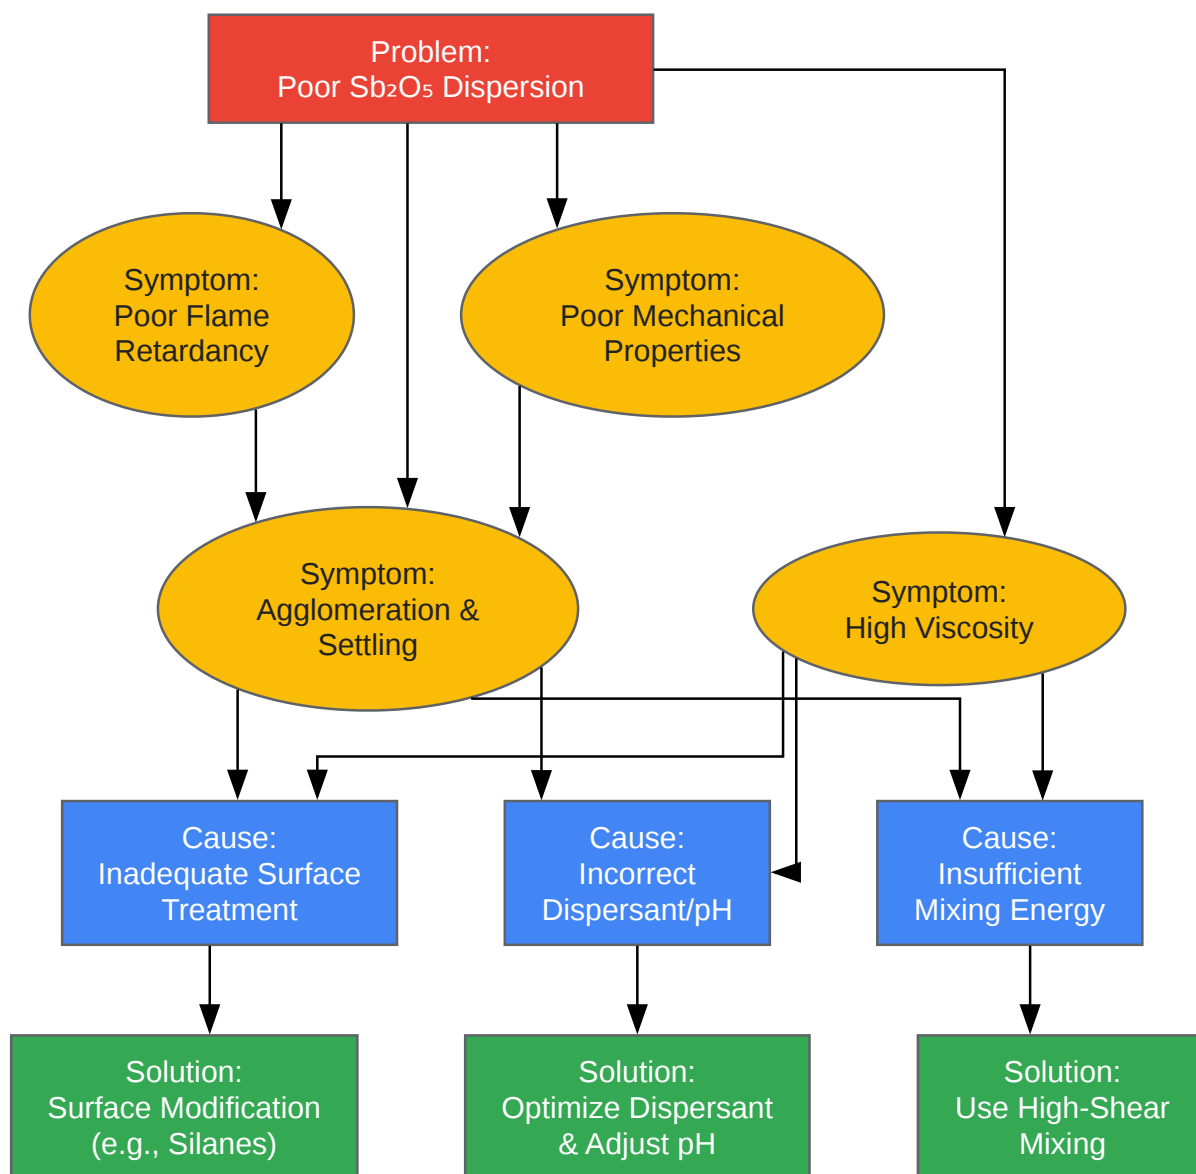 Problem:
Poor Sb₂O₅ Dispersion
Symptom:
Poor Flame
Retardancy
Symptom:
Poor Mechanical
Properties
Symptom:
Agglomeration &
Settling
Symptom:
High Viscosity
Cause:
Inadequate Surface
Treatment
Cause:
Incorrect
Dispersant/pH
Cause:
Insufficient
Mixing Energy
Solution:
Surface Modification
(e.g., Silanes)
Solution:
Optimize Dispersant
& Adjust pH
Solution:
Use High-Shear
Mixing